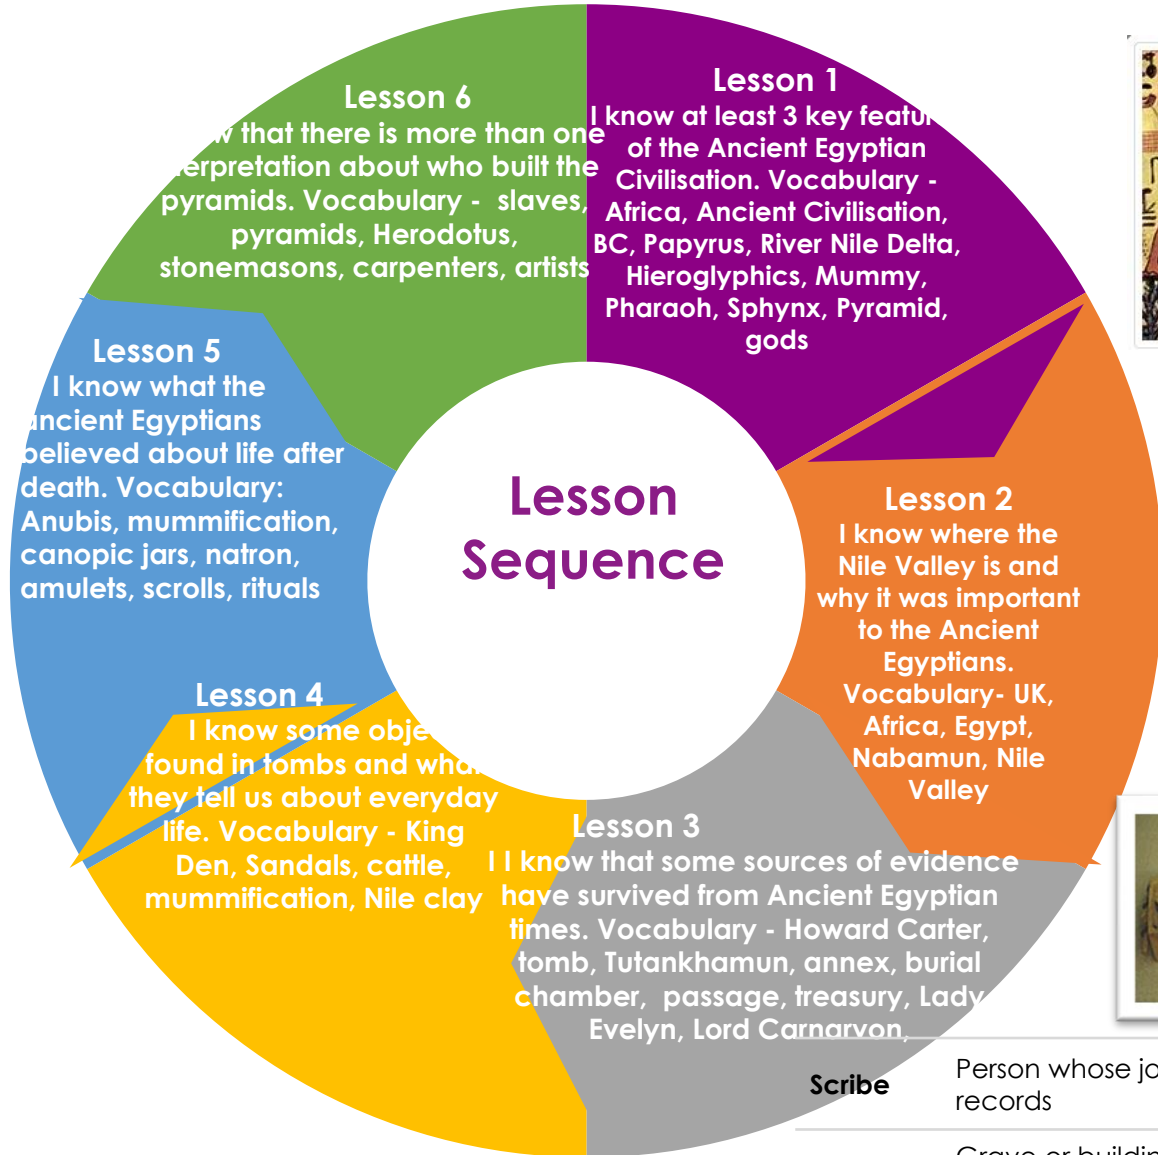 Lesson Sequence
Lesson 1
I know at least 3 key
of the Ancient Egyptian
Civilisation. Vocabulary -
Africa, Ancient Civilisation,
BC, Papyrus, River Nile Delta,
Hieroglyphics, Mummy,
Pharaoh, Sphynx, Pyramid,
gods
Lesson 2
I know where the
Nile Valley is and
why it was important
to the Ancient
Egyptians.
Vocabulary- UK,
Africa, Egypt,
Nabamun, Nile
Valley
Lesson 3
I I know that some sources of evidence
have survived from Ancient Egyptian
times. Vocabulary - Howard Carter,
tomb, Tutankhamun, annex, burial
chamber, passage, treasury, Lady
Evelyn, Lord Carnarvon,
Lesson 4
I know some
found in tombs and what
they tell us about everyday
life. Vocabulary - King
Den, Sandals, cattle,
mummification, Nile clay
Lesson 5
I know what the
ancient Egyptians
believed about life after
death. Vocabulary:
Anubis, mummification,
canopic jars, natron,
amulets, scrolls, rituals
Lesson 6
that there is more than one
about who built the
pyramids. Vocabulary - slaves,
pyramids, Herodotus,
stonemasons, carpenters, artists
Scribe
Person whose
records
Grave or